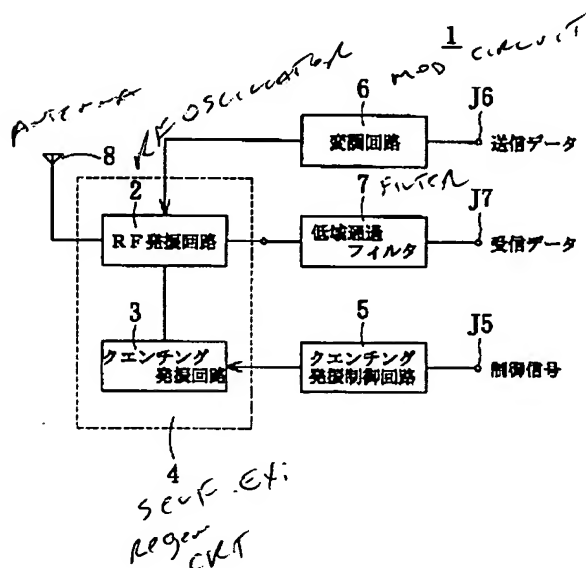 1
MOD CIRCUIT
ANTENNA
RF OSCILLATOR
6
変調回路
J6
送信データ
8
2
RF発振回路
7
FILTER
低域通過
フィルタ
J7
受信データ
3
クエンチング
発振回路
5
クエンチング
発振制御回路
J5
制御信号
4
SELF-EXI
Regen
CKT